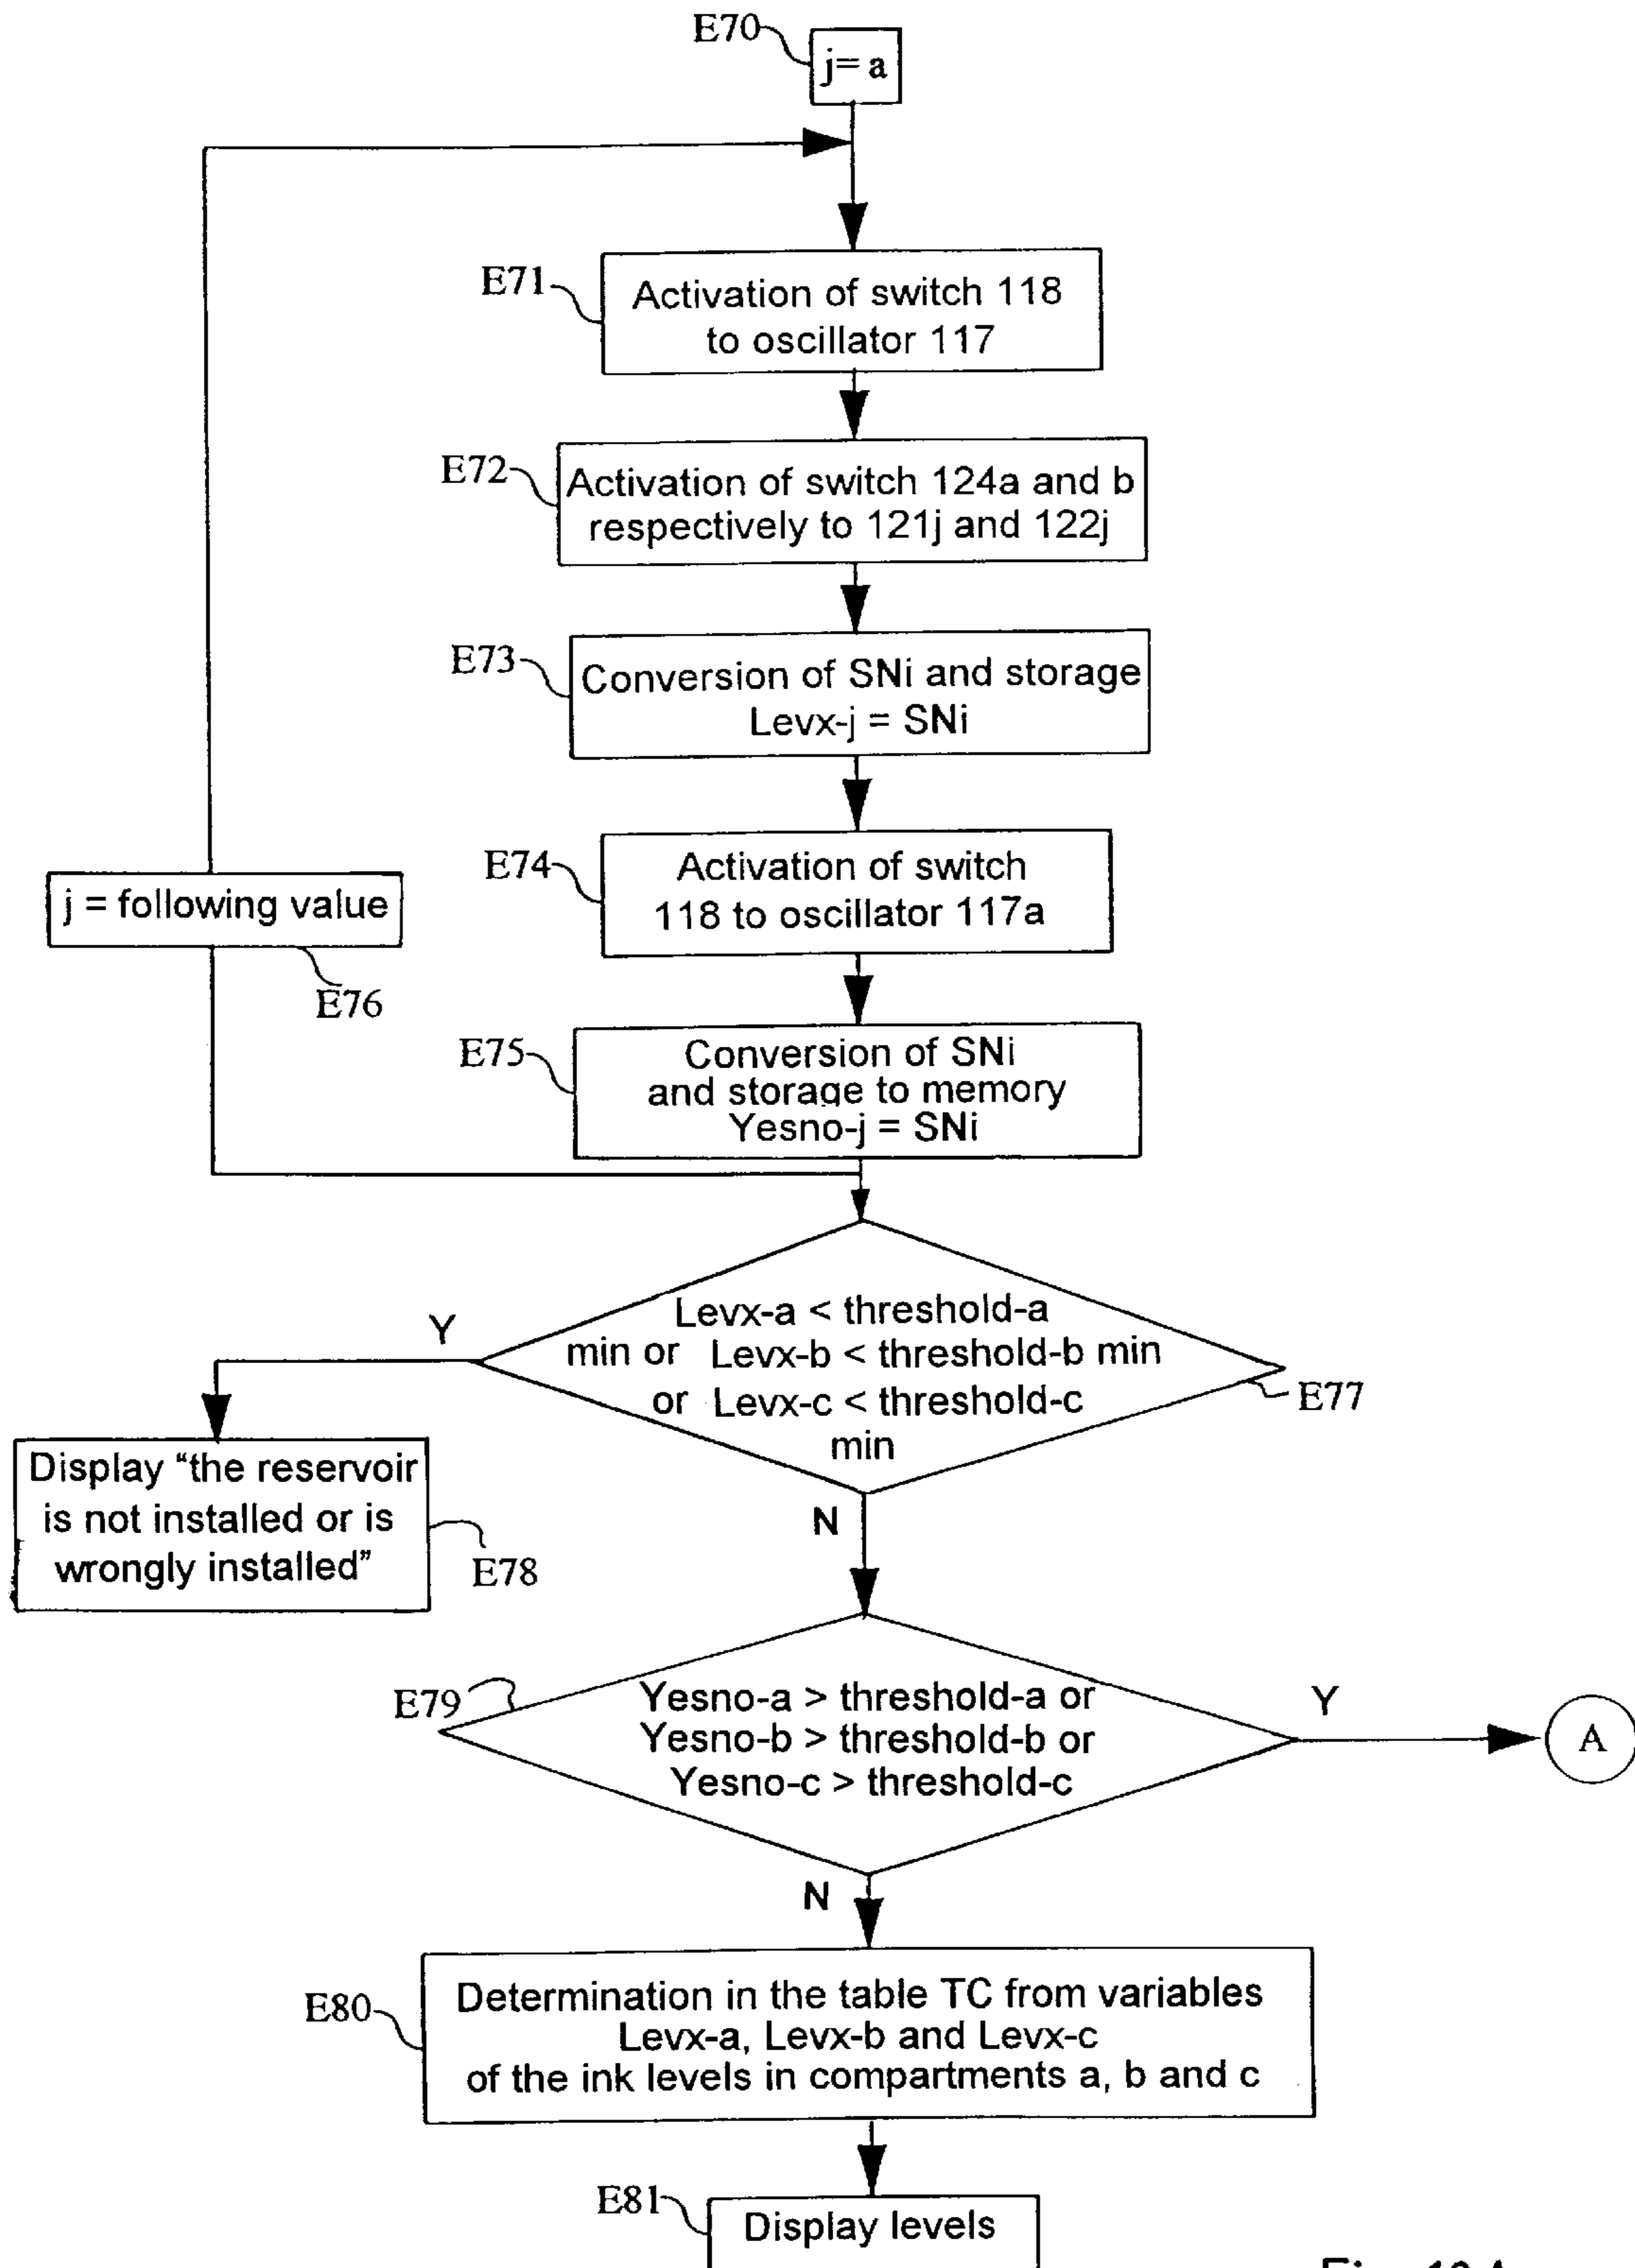 E70
j= a
E71
Activation of switch 118
to oscillator 117
E72
Activation of switch 124a and b
respectively to 121j and 122j
E73
Conversion of SNi and storage
Levx-j = SNi
E74
Activation of switch
118 to oscillator 117a
j = following value
E76
E75
Conversion of SNi
and storage to memory
Yesno-j = SNi
Y
Levx-a < threshold-a
min or Levx-b < threshold-b min
or Levx-c < threshold-c
min
E77
Display “the reservoir
is not installed or is
wrongly installed”
E78
N
E79
Yesno-a > threshold-a or
Yesno-b > threshold-b or
Yesno-c > threshold-c
Y
A
N
E80
Determination in the table TC from variables
Levx-a, Levx-b and Levx-c
of the ink levels in compartments a, b and c
E81
Display levels